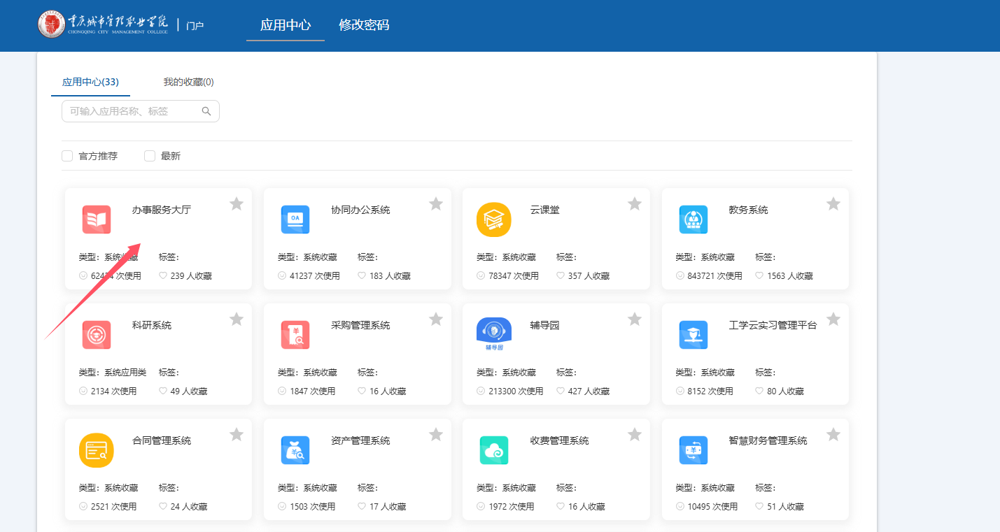 重庆城市管理职业学院
CHONGQING CITY MANAGEMENT COLLEGE
门户
应用中心 修改密码
应用中心(33) 我的收藏(0)
可输入应用名称、标签
官方推荐 最新
办事服务大厅 协同办公系统 云课堂 教务系统
OA
类型: 系统收藏 标签: 类型: 系统收藏 标签: 类型: 系统收藏 标签: 类型: 系统收藏 标签:
次使用 239 人收藏 41237 次使用 183 人收藏 78347 次使用 357 人收藏 843721 次使用 1563 人收藏
科研系统 采购管理系统 辅导园 工学云实习管理平台
辅导园
类型: 系统应用类 标签: 类型: 系统收藏 标签: 类型: 系统收藏 标签: 类型: 系统收藏 标签:
2134 次使用 49 人收藏 1847 次使用 16 人收藏 213300 次使用 427 人收藏 8152 次使用 80 人收藏
合同管理系统 资产管理系统 收费管理系统 智慧财务管理系统
类型: 系统收藏 标签: 类型: 系统收藏 标签: 类型: 系统收藏 标签: 类型: 系统收藏 标签:
2521 次使用 24 人收藏 1503 次使用 17 人收藏 1972 次使用 16 人收藏 10495 次使用 51 人收藏